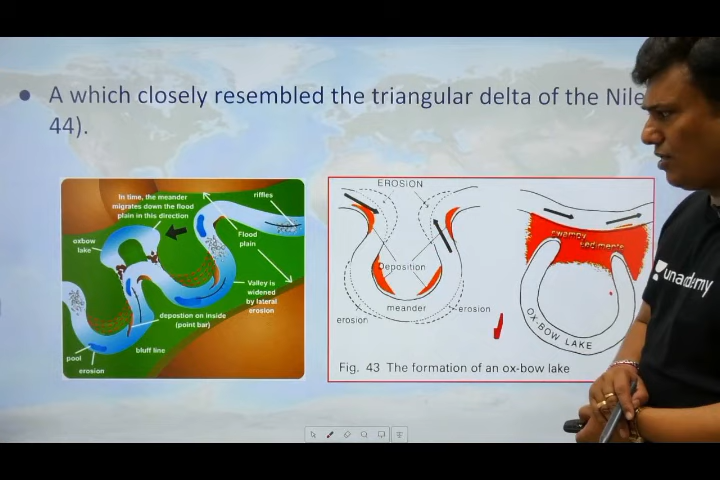 ● A which closely resembled the triangular delta of the Nile
44).
In time, the meander
migrates down the flood
plain in this direction
riffles
oxbow
lake
Flood
plain
Valley is
widened
by lateral
erosion
depostion on inside
(point bar)
pool
bluff line
erosion
EROSION
Deposition
meander
erosion
erosion
swampy
sediments
OX-BOW LAKE
Fig. 43 The formation of an ox-bow lake
unacademy